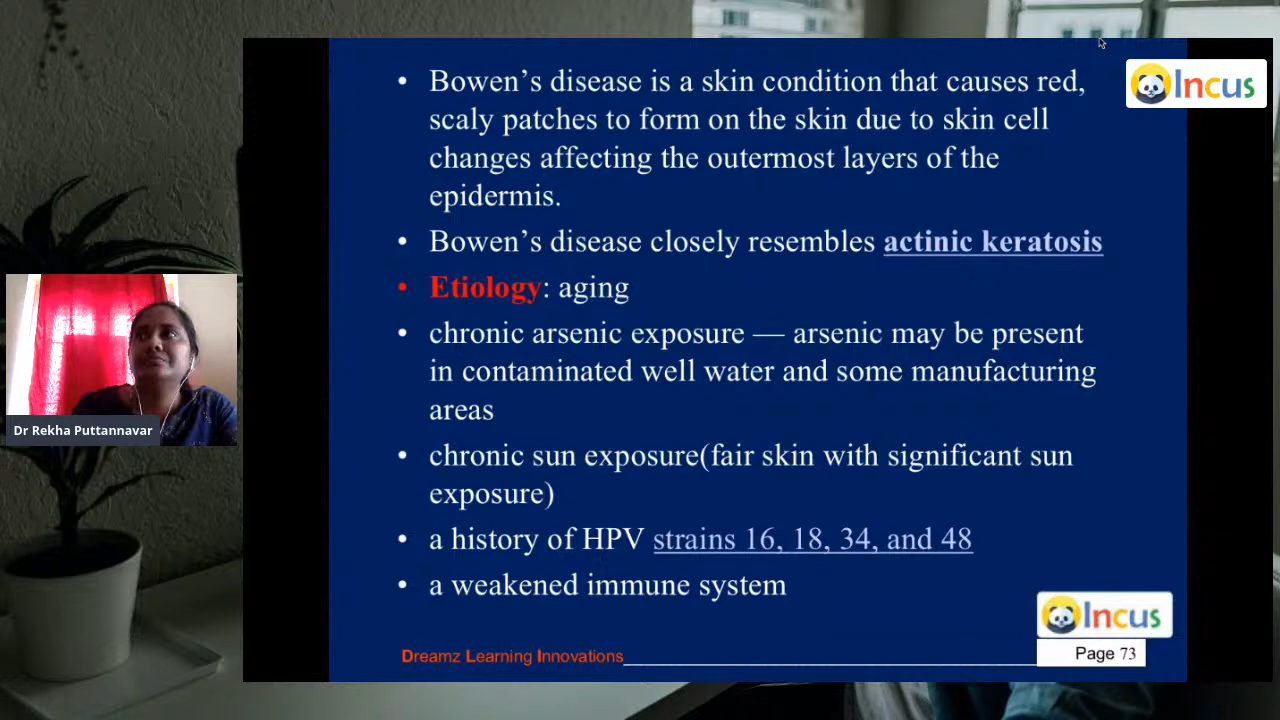 • Bowen’s disease is a skin condition that causes red,
scaly patches to form on the skin due to skin cell
changes affecting the outermost layers of the
epidermis.
• Bowen’s disease closely resembles actinic keratosis
• Etiology: aging
• chronic arsenic exposure — arsenic may be present
in contaminated well water and some manufacturing
areas
• chronic sun exposure(fair skin with significant sun
exposure)
• a history of HPV strains 16, 18, 34, and 48
• a weakened immune system
Incus
Dr Rekha Puttannavar
Incus
Dreamz Learning Innovations
Page 73